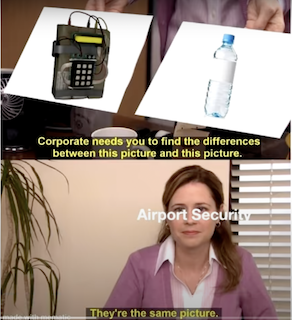 Corporate needs you to find the differences
between this picture and this picture.
Airport Security
They're the same picture.
made with mematic